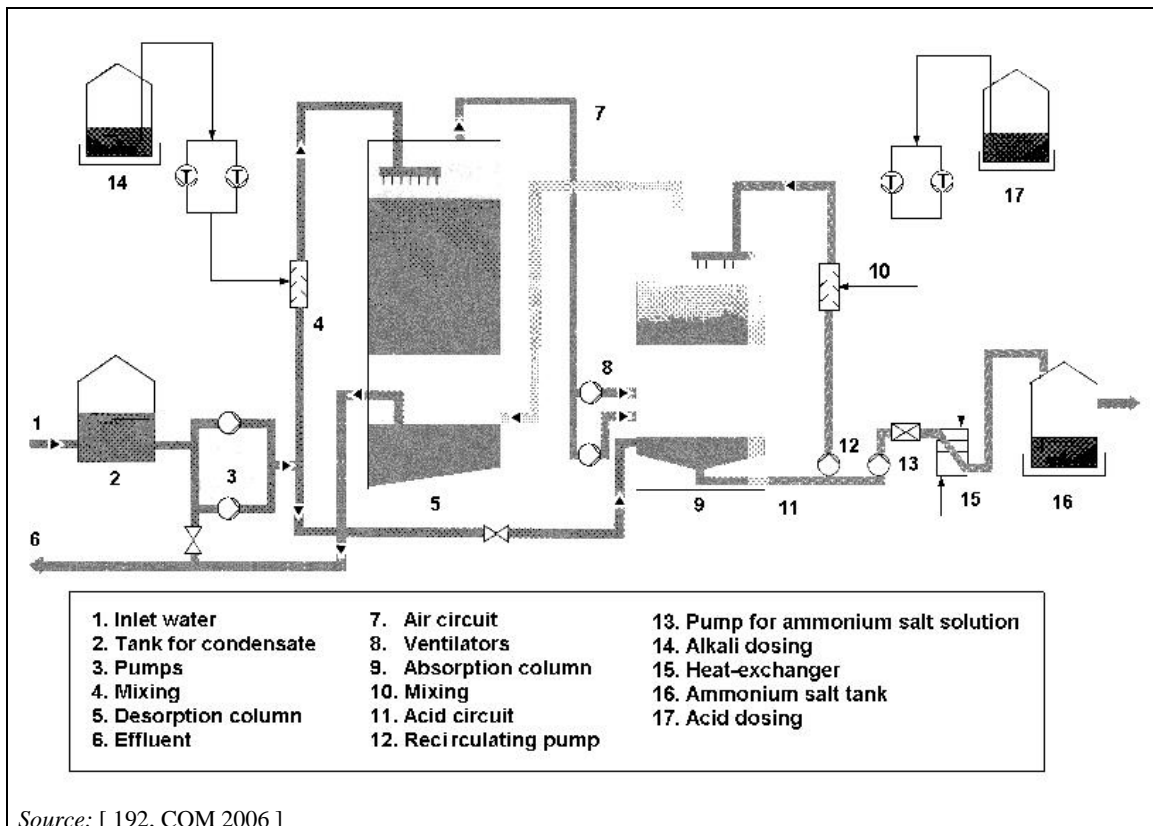 14
T
T
7
T
T
17
10
4
8
1
2
3
12
13
15
16
5
9
11
6
1. Inlet water
2. Tank for condensate
3. Pumps
4. Mixing
5. Desorption column
6. Effluent
7. Air circuit
8. Ventilators
9. Absorption column
10. Mixing
11. Acid circuit
12. Recirculating pump
13. Pump for ammonium salt solution
14. Alkali dosing
15. Heat-exchanger
16. Ammonium salt tank
17. Acid dosing
Source: [ 192, COM 2006 ]